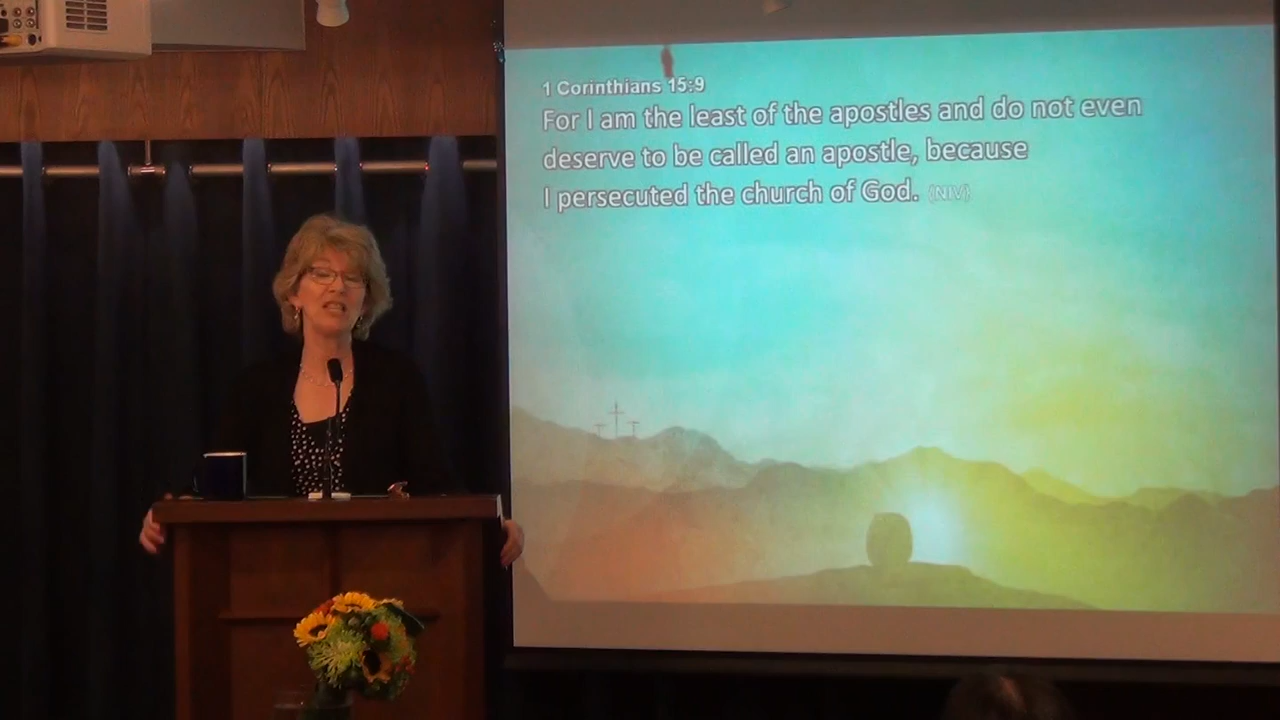 1 Corinthians 15:9
For I am the least of the apostles and do not even
deserve to be called an apostle, because
I persecuted the church of God. (NIV)